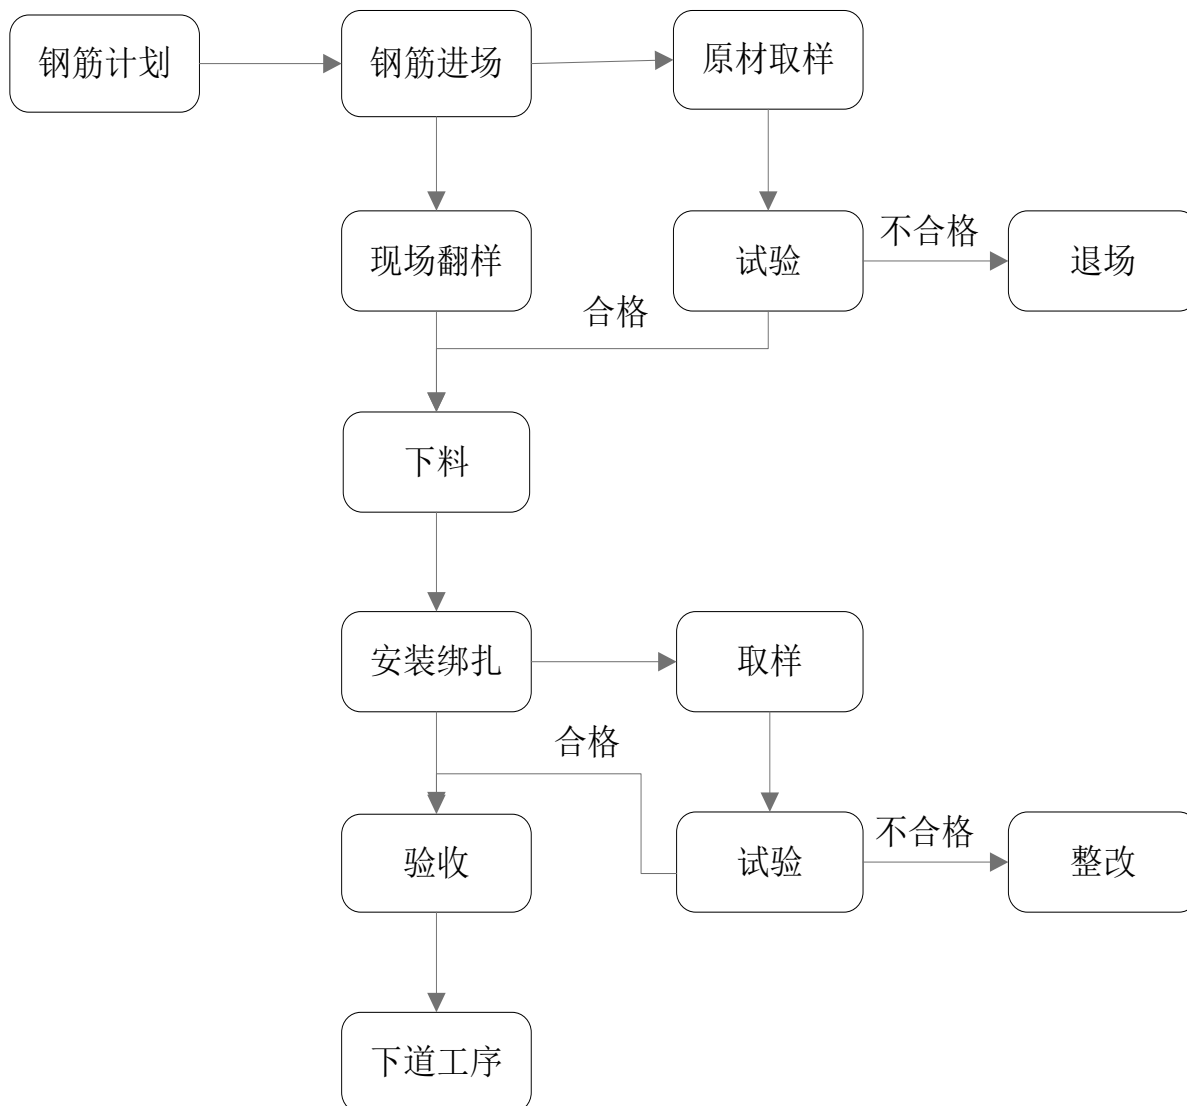 钢筋计划
钢筋进场
原材取样
现场翻样
试验
不合格
退场
合格
下料
安装绑扎
取样
合格
验收
试验
不合格
整改
下道工序